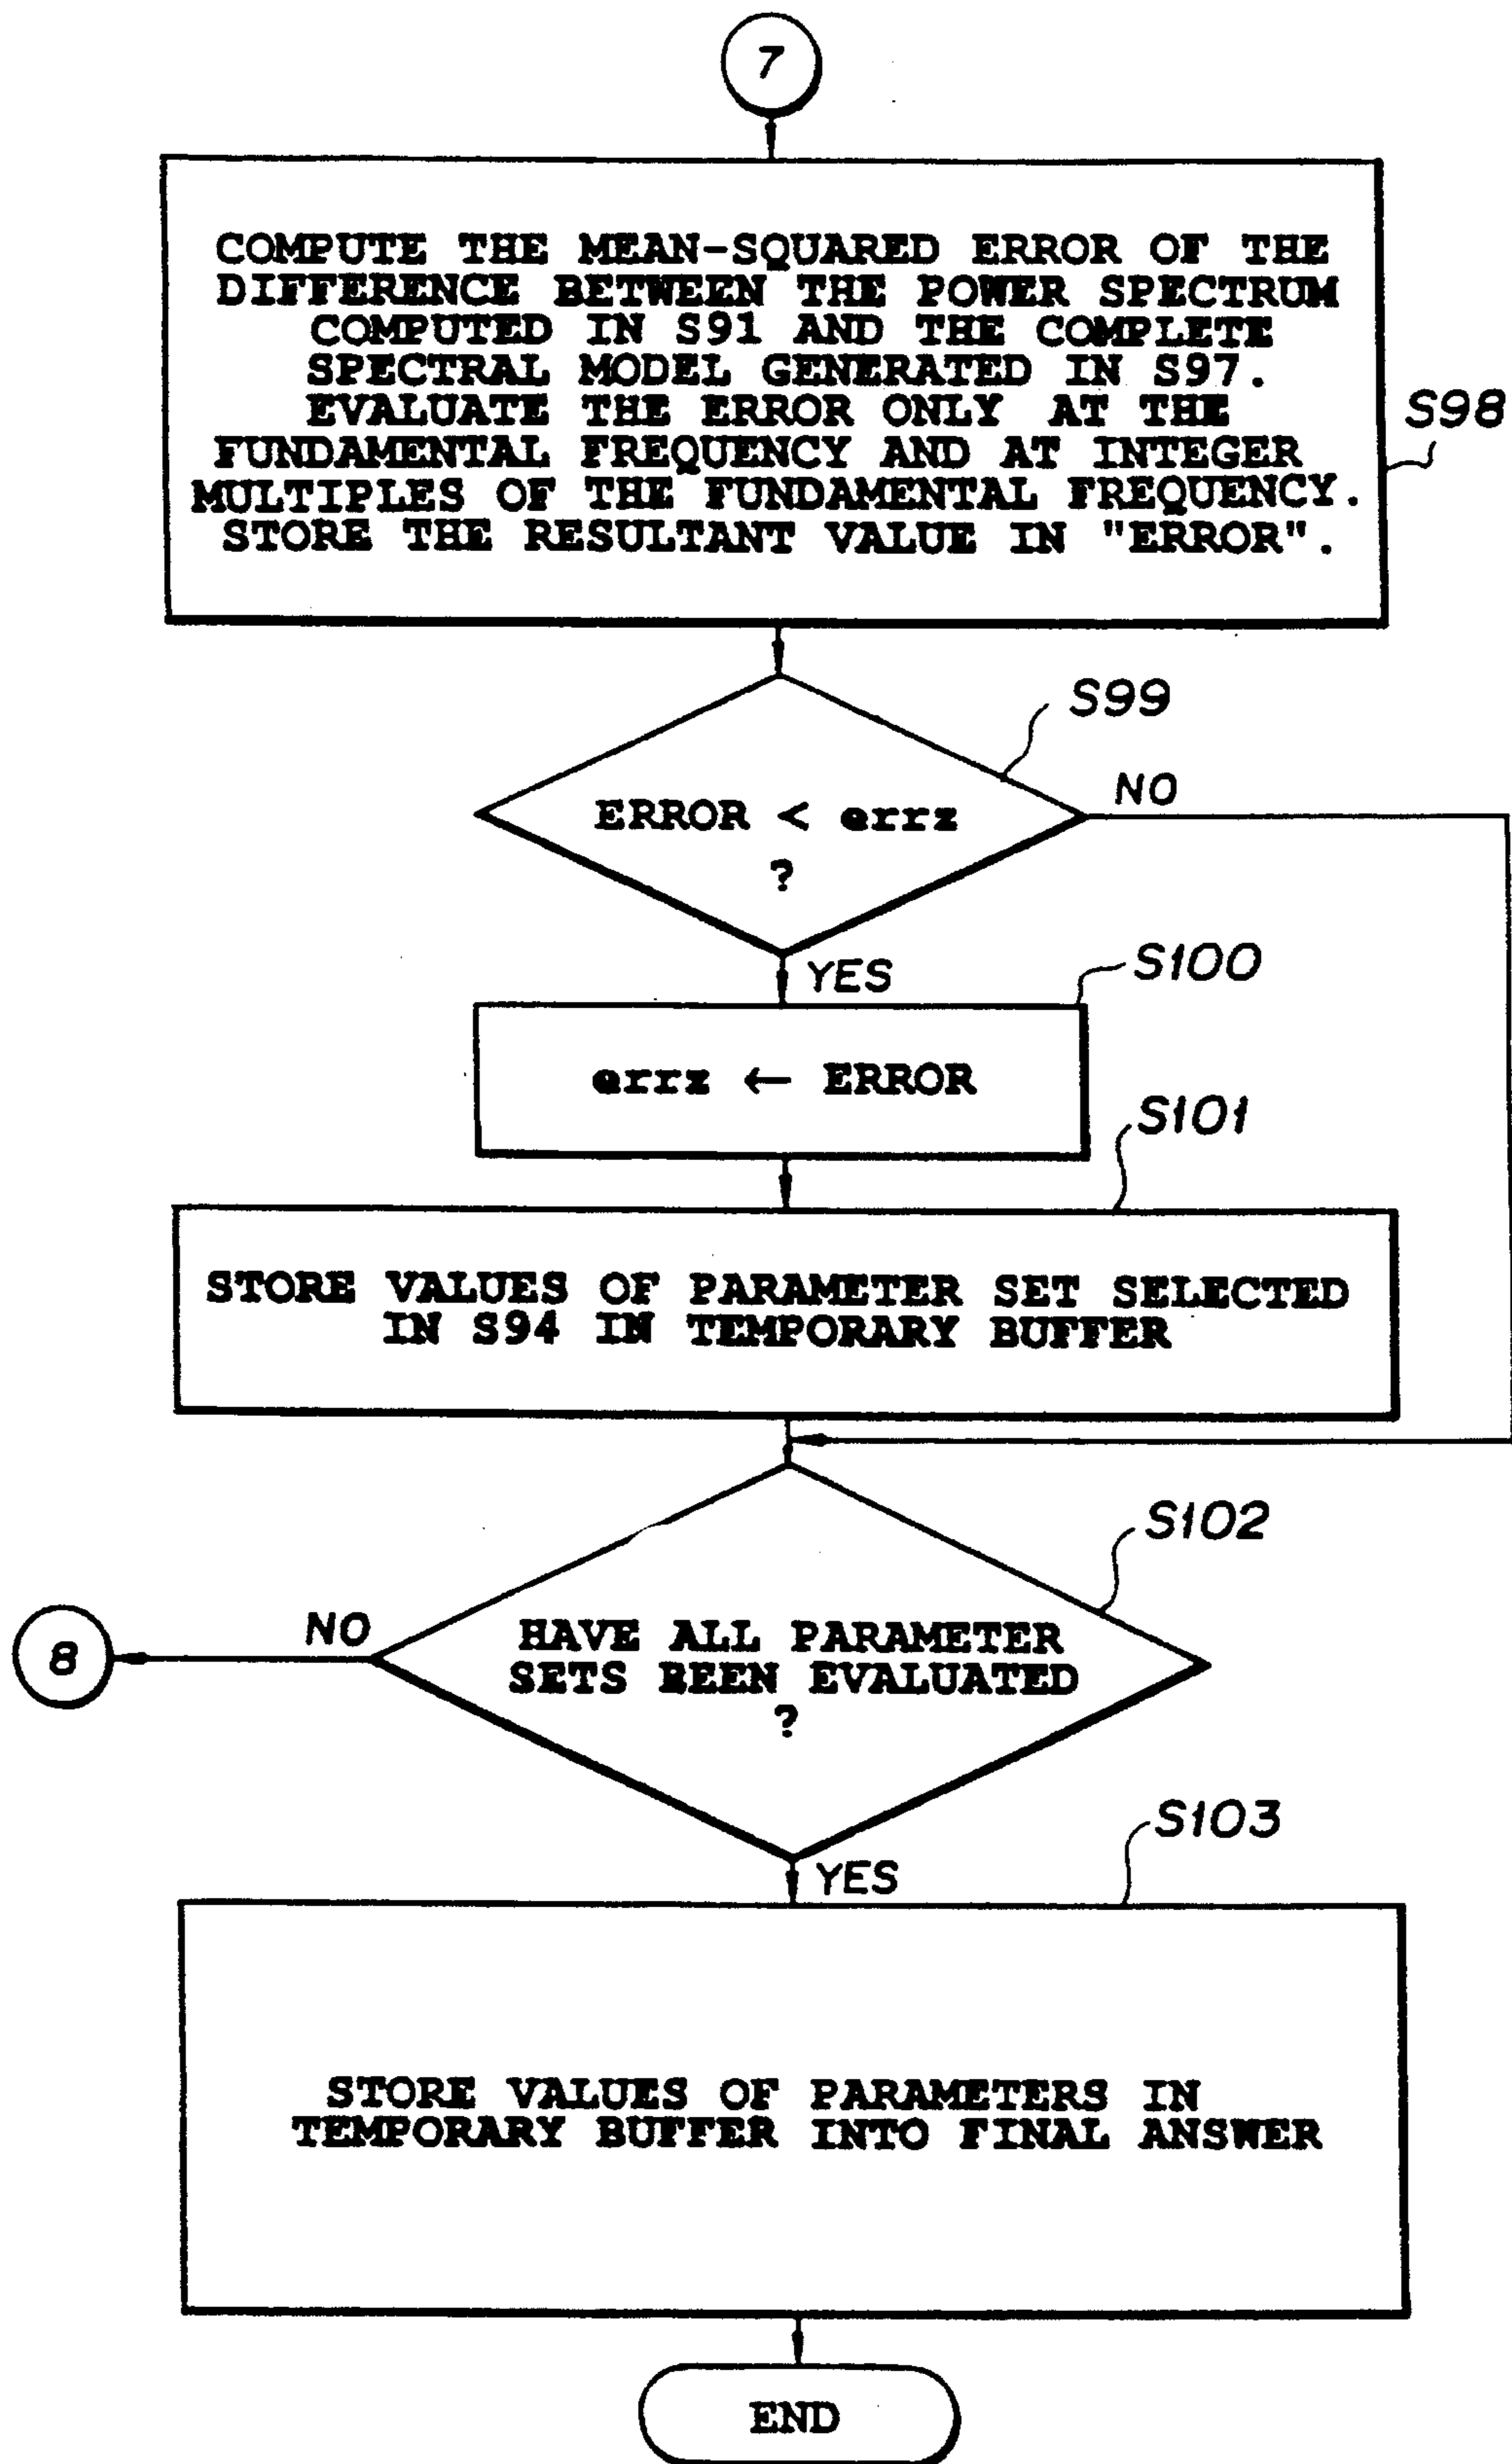 7
COMPUTE THE MEAN-SQUARED ERROR OF THE
DIFFERENCE BETWEEN THE POWER SPECTRUM
COMPUTED IN S91 AND THE COMPLETE
SPECTRAL MODEL GENERATED IN S97.
EVALUATE THE ERROR ONLY AT THE
FUNDAMENTAL FREQUENCY AND AT INTEGER
MULTIPLES OF THE FUNDAMENTAL FREQUENCY.
STORE THE RESULTANT VALUE IN "ERROR".
S98
S99
ERROR < errz
?
NO
YES
S100
errz ← ERROR
S101
STORE VALUES OF PARAMETER SET SELECTED
IN S94 IN TEMPORARY BUFFER
S102
HAVE ALL PARAMETER
SETS BEEN EVALUATED
?
NO
8
YES
S103
STORE VALUES OF PARAMETERS IN
TEMPORARY BUFFER INTO FINAL ANSWER
END